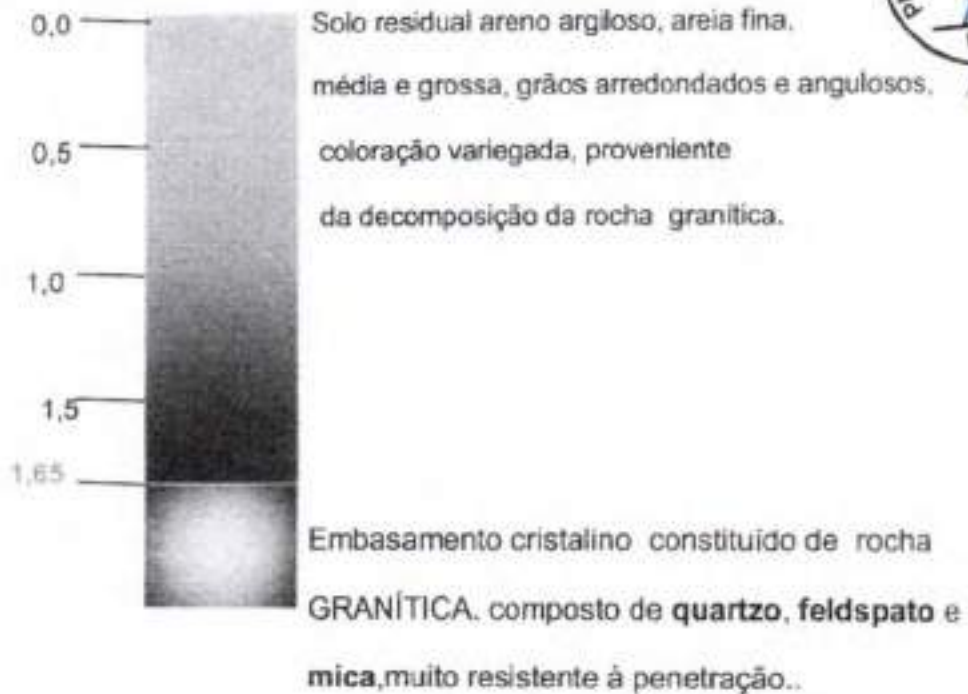 0,0
Solo residual areno argiloso, areia fina,
média e grossa, grãos arredondados e angulosos,
0,5
coloração variegada, proveniente
da decomposição da rocha granítica.
1,0
1,5
1,65
Embasamento cristalino constituído de rocha
GRANÍTICA. composto de quartzo, feldspato e
mica,muito resistente à penetração..